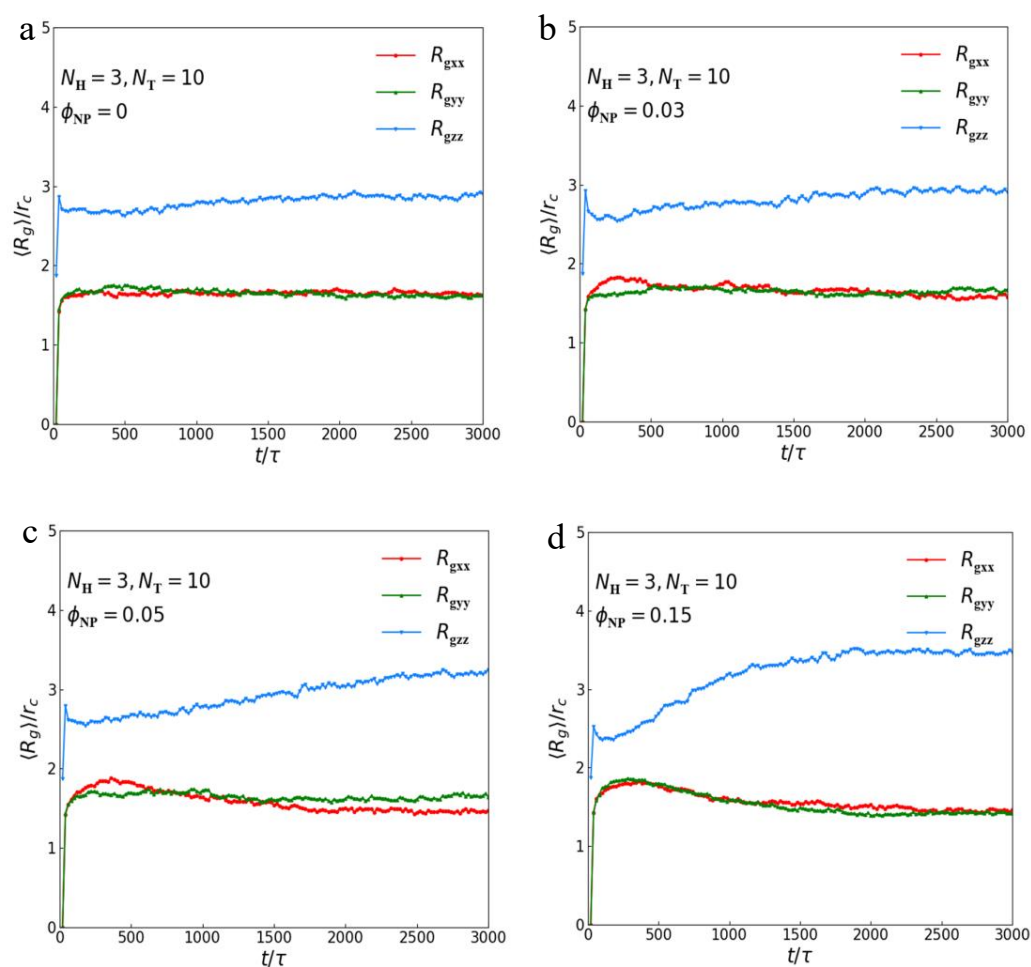 a
5
4
3
2
1
0
⟨R_g⟩/r_c
N_H = 3, N_T = 10
ϕ_NP = 0
R_gxx
R_gyy
R_gzz
0 500 1000 1500 2000 2500 3000
t/τ
b
5
4
3
2
1
0
⟨R_g⟩/r_c
N_H = 3, N_T = 10
ϕ_NP = 0.03
R_gxx
R_gyy
R_gzz
0 500 1000 1500 2000 2500 3000
t/τ
c
5
4
3
2
1
0
⟨R_g⟩/r_c
N_H = 3, N_T = 10
ϕ_NP = 0.05
R_gxx
R_gyy
R_gzz
0 500 1000 1500 2000 2500 3000
t/τ
d
5
4
3
2
1
0
⟨R_g⟩/r_c
N_H = 3, N_T = 10
ϕ_NP = 0.15
R_gxx
R_gyy
R_gzz
0 500 1000 1500 2000 2500 3000
t/τ